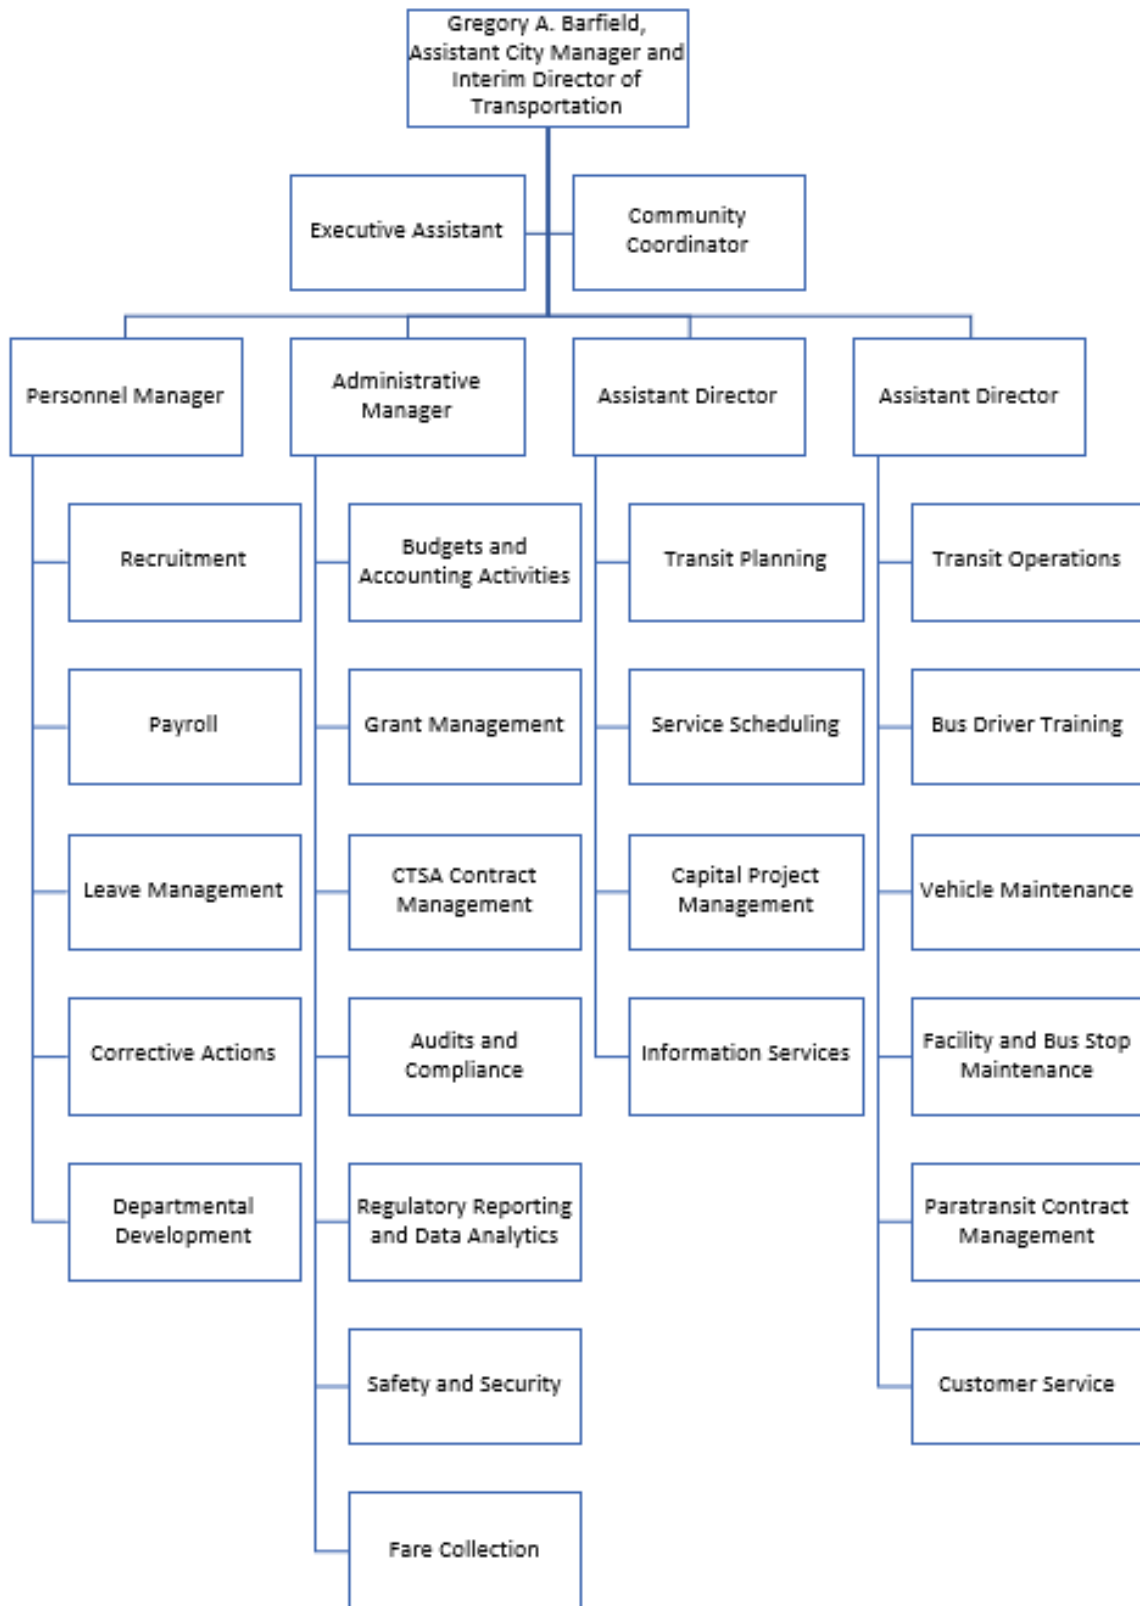 Gregory A. Barfield,
Assistant City Manager and
Interim Director of
Transportation
Executive Assistant
Community
Coordinator
Personnel Manager
Administrative
Manager
Assistant Director
Assistant Director
Recruitment
Budgets and
Accounting Activities
Transit Planning
Transit Operations
Payroll
Grant Management
Service Scheduling
Bus Driver Training
Leave Management
CTSA Contract
Management
Capital Project
Management
Vehicle Maintenance
Corrective Actions
Audits and
Compliance
Information Services
Facility and Bus Stop
Maintenance
Departmental
Development
Regulatory Reporting
and Data Analytics
Paratransit Contract
Management
Safety and Security
Customer Service
Fare Collection